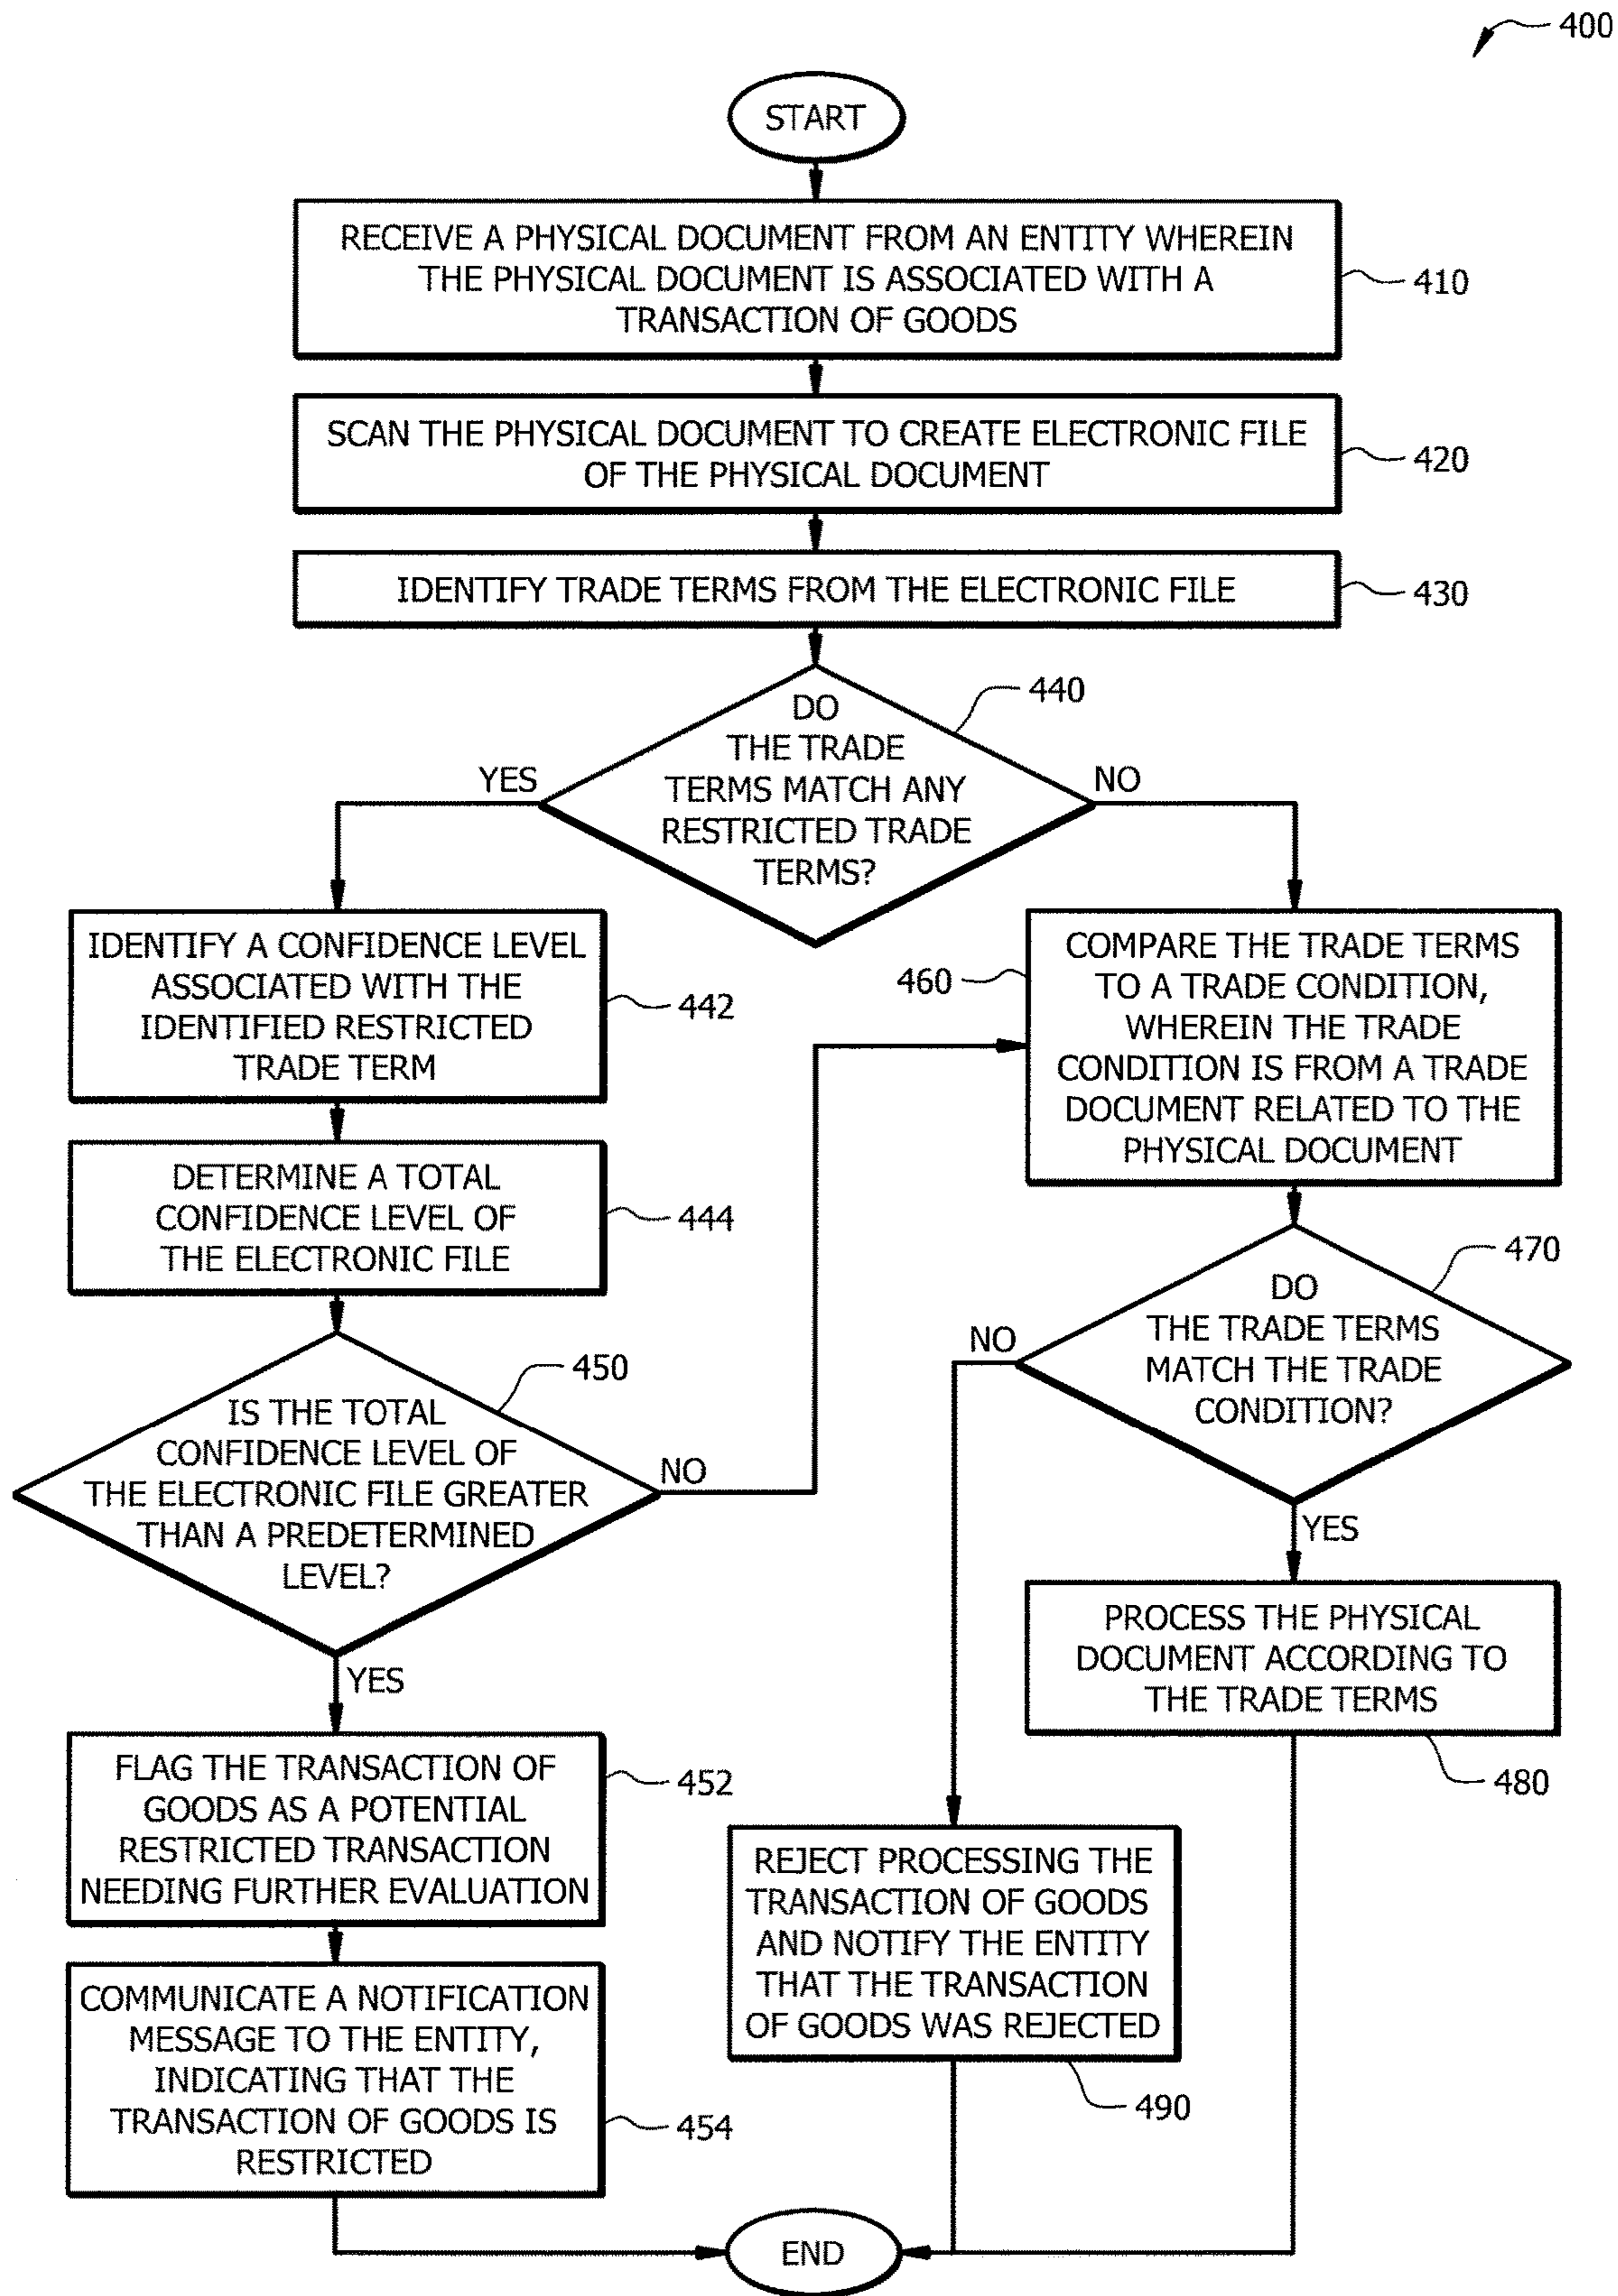 400
START
RECEIVE A PHYSICAL DOCUMENT FROM AN ENTITY WHEREIN
THE PHYSICAL DOCUMENT IS ASSOCIATED WITH A
TRANSACTION OF GOODS
410
SCAN THE PHYSICAL DOCUMENT TO CREATE ELECTRONIC FILE
OF THE PHYSICAL DOCUMENT
420
IDENTIFY TRADE TERMS FROM THE ELECTRONIC FILE
430
DO
THE TRADE
TERMS MATCH ANY
RESTRICTED TRADE
TERMS?
440
YES
NO
IDENTIFY A CONFIDENCE LEVEL
ASSOCIATED WITH THE
IDENTIFIED RESTRICTED
TRADE TERM
442
DETERMINE A TOTAL
CONFIDENCE LEVEL OF
THE ELECTRONIC FILE
444
IS THE TOTAL
CONFIDENCE LEVEL OF
THE ELECTRONIC FILE GREATER
THAN A PREDETERMINED
LEVEL?
450
NO
YES
FLAG THE TRANSACTION OF
GOODS AS A POTENTIAL
RESTRICTED TRANSACTION
NEEDING FURTHER EVALUATION
452
COMMUNICATE A NOTIFICATION
MESSAGE TO THE ENTITY,
INDICATING THAT THE
TRANSACTION OF GOODS IS
RESTRICTED
454
COMPARE THE TRADE TERMS
TO A TRADE CONDITION,
WHEREIN THE TRADE
CONDITION IS FROM A TRADE
DOCUMENT RELATED TO THE
PHYSICAL DOCUMENT
460
DO
THE TRADE TERMS
MATCH THE TRADE
CONDITION?
470
NO
YES
PROCESS THE PHYSICAL
DOCUMENT ACCORDING TO
THE TRADE TERMS
480
REJECT PROCESSING THE
TRANSACTION OF GOODS
AND NOTIFY THE ENTITY
THAT THE TRANSACTION
OF GOODS WAS REJECTED
490
END